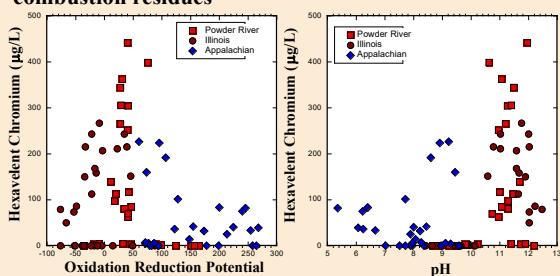 combustion residues
Hexavelent Chromium (µg/L)
500
400
300
200
100
0
-100
-50
0
50
100
150
200
250
300
Oxidation Reduction Potential
Powder River
Illinois
Appalachian
Hexavelent Chromium (µg/L)
500
400
300
200
100
0
5
6
7
8
9
10
11
12
13
pH
Powder River
Illinois
Appalachian